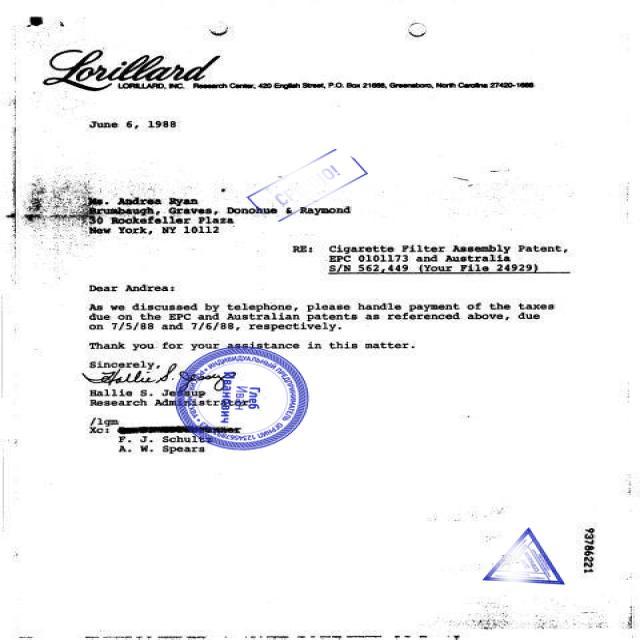 Lorillard
LORILLARD, INC. Research Center, 420 English Street, P.O. Box 21688, Greensboro, North Carolina 27420-1688
June 6, 1988
Ms. Andrea Ryan
Brumbaugh, Graves, Donohue & Raymond
30 Rockefeller Plaza
New York, NY 10112
RE: Cigarette Filter Assembly Patent,
EPC 0101173 and Australia
S/N 562,449 (Your File 24929)
Dear Andrea:
As we discussed by telephone, please handle payment of the taxes
due on the EPC and Australian patents as referenced above, due
on 7/5/88 and 7/6/88, respectively.
Thank you for your assistance in this matter.
Sincerely,
Hallie S. Jessup
Hallie S. Jessup
Research Administrator
ИНДИВИДУАЛЬНЫЙ ПРЕДПРИНИМАТЕЛЬ
Глеб
Иван
Иванович
/lgm
Xc:
F. J. Schultz
A. W. Spears
93786221